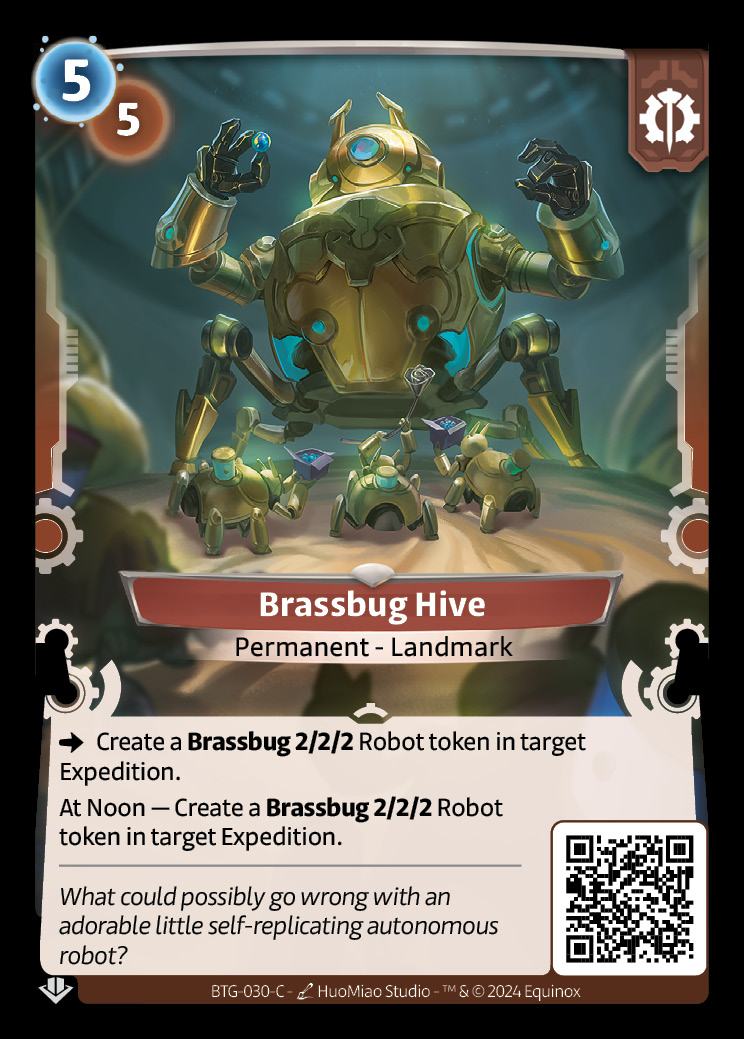 5
5
Brassbug Hive
Permanent - Landmark
Create a Brassbug 2/2/2 Robot token in target
Expedition.
At Noon — Create a Brassbug 2/2/2 Robot
token in target Expedition.
What could possibly go wrong with an
adorable little self-replicating autonomous
robot?
BTG-030-C - HuoMiao Studio - ™ & © 2024 Equinox